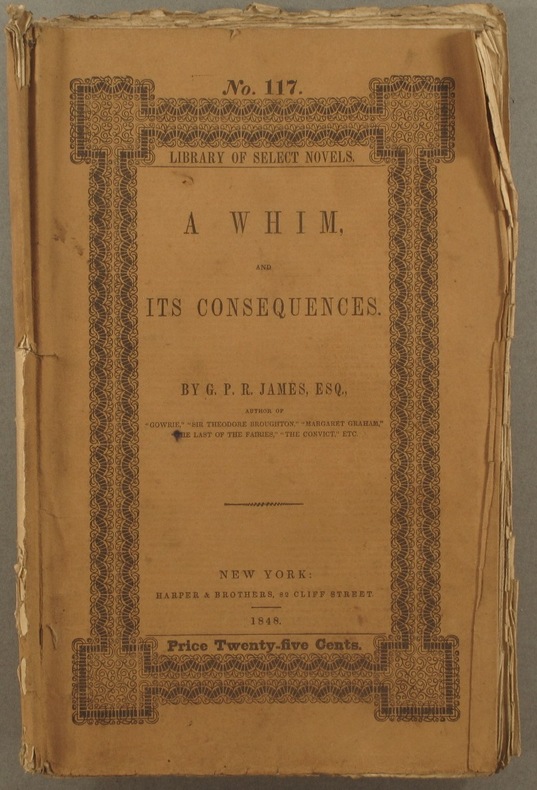 No. 117.
LIBRARY OF SELECT NOVELS.
A WHIM,
AND
ITS CONSEQUENCES.
BY G. P. R. JAMES, ESQ.,
AUTHOR OF
"GOWRIE," "SIR THEODORE BROUGHTON," "MARGARET GRAHAM,"
THE LAST OF THE FAIRIES," "THE CONVICT," ETC.
NEW YORK:
HARPER & BROTHERS, 82 CLIFF STREET
1848.
Price Twenty-five Cents.